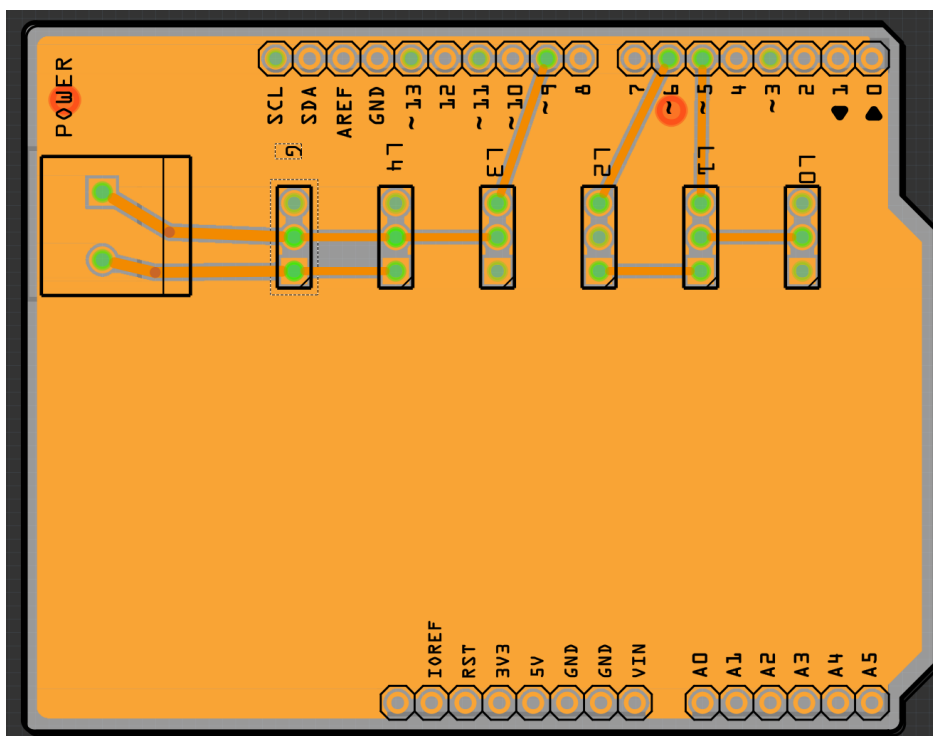 POWER
SCL
SDA
AREF
GND
~13
12
~11
~10
~9
8
7
~6
~5
4
~3
2
1
0
G
L4
L3
L2
L1
L0
IOREF
RST
3V3
5V
GND
GND
VIN
A0
A1
A2
A3
A4
A5